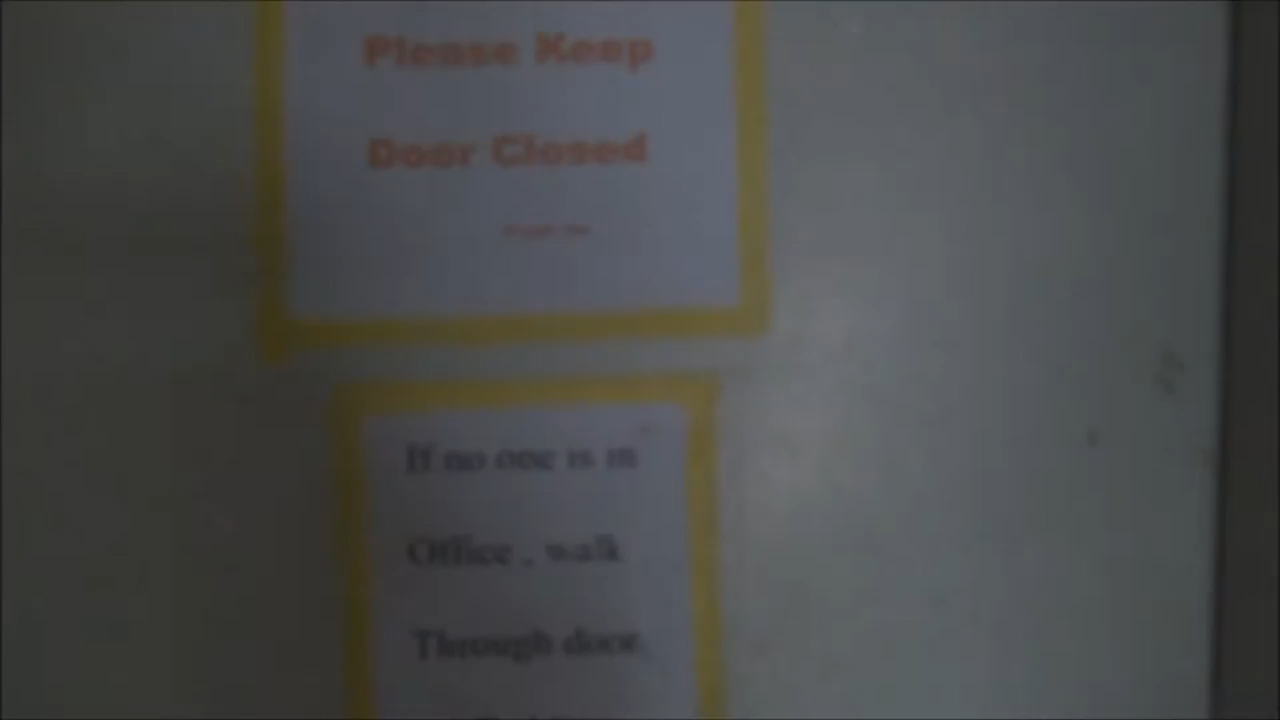 Please Keep
Door Closed
If no one is in
Office , walk
Through door.